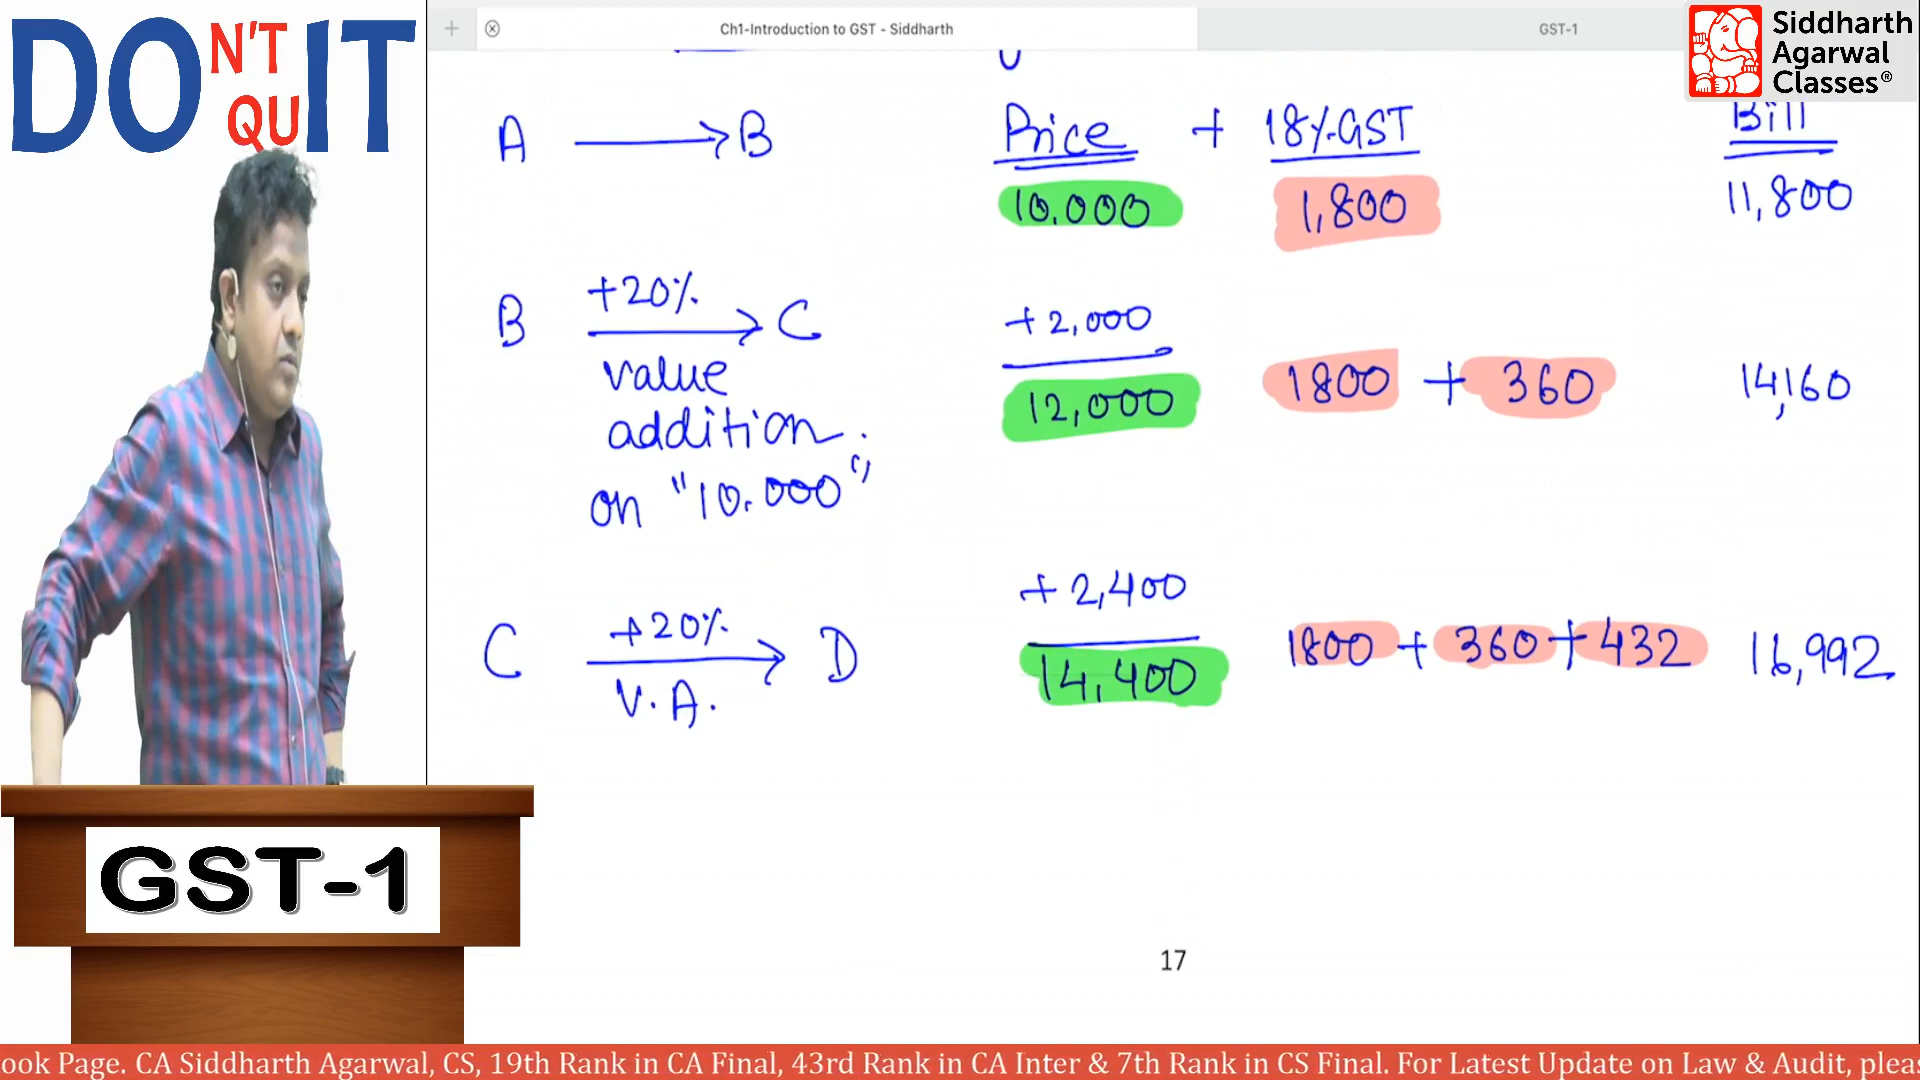 DON'T QUIT
Ch1-Introduction to GST - Siddharth
GST-1
Siddharth
Agarwal
Classes®
A → B
Price + 18% GST
Bill
10,000
1,800
11,800
B +20% → C
value
addition
on "10,000"
+2,000
12,000
1800 + 360
14,160
C +20% → D
V.A.
+2,400
14,400
1800 + 360 + 432
16,992
GST-1
17
ook Page. CA Siddharth Agarwal, CS, 19th Rank in CA Final, 43rd Rank in CA Inter & 7th Rank in CS Final. For Latest Update on Law & Audit, pleas